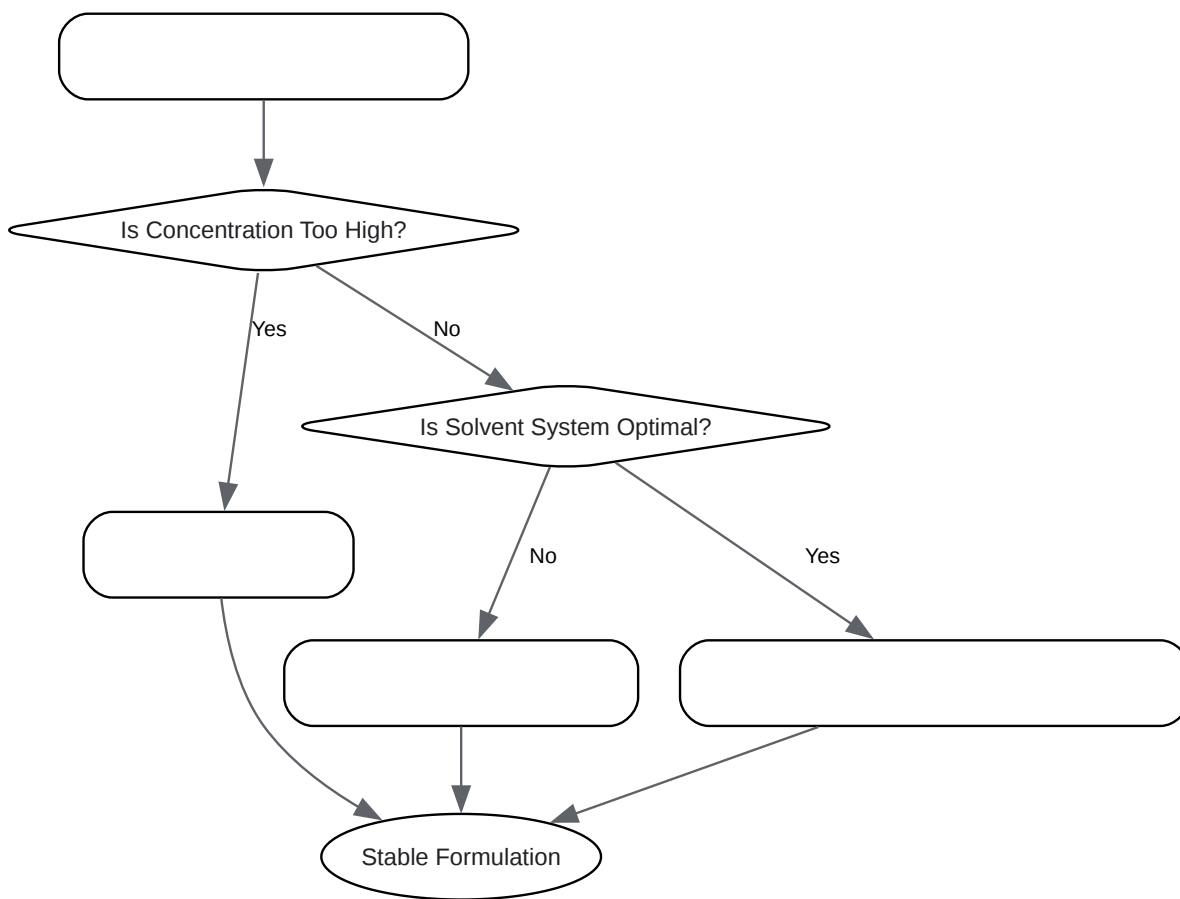 Is Concentration Too High?
Yes
No
Is Solvent System Optimal?
No
Yes
Stable Formulation